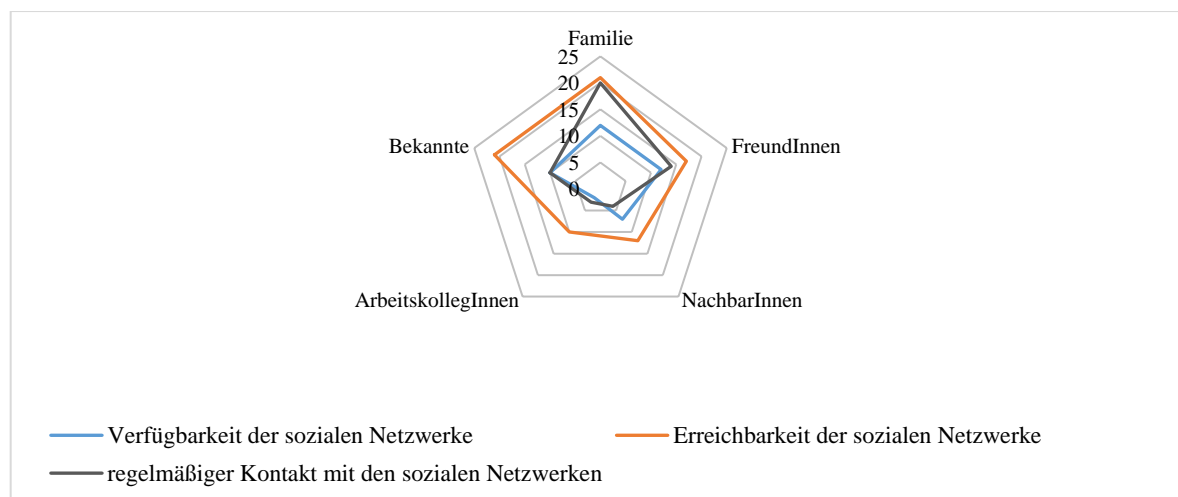 Familie
25
20
15
10
5
0
Bekannte
FreundInnen
ArbeitskollegInnen
NachbarInnen
Verfügbarkeit der sozialen Netzwerke
Erreichbarkeit der sozialen Netzwerke
regelmäßiger Kontakt mit den sozialen Netzwerken